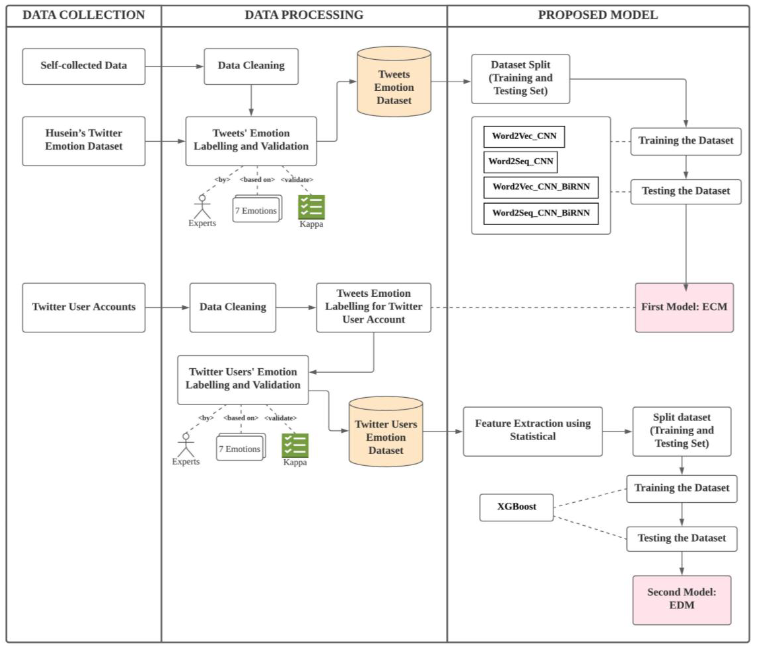 DATA COLLECTION
DATA PROCESSING
PROPOSED MODEL
Self-collected Data
Data Cleaning
Tweets
Emotion
Dataset
Dataset Split
(Training and
Testing Set)
Husein's Twitter
Emotion Dataset
Tweets' Emotion
Labelling and Validation
Word2Vec_CNN
Word2Seq_CNN
Word2Vec_CNN_BiRNN
Word2Seq_CNN_BiRNN
Training the Dataset
Testing the Dataset
<by>
<based on>
<validate>
Experts
7 Emotions
Kappa
Twitter User Accounts
Data Cleaning
Tweets Emotion
Labelling for Twitter
User Account
First Model: ECM
Twitter Users' Emotion
Labelling and Validation
<by>
<based on>
<validate>
Experts
7 Emotions
Kappa
Twitter Users
Emotion
Dataset
Feature Extraction using
Statistical
Split dataset
(Training and
Testing Set)
Training the Dataset
XGBoost
Testing the Dataset
Second Model:
EDM